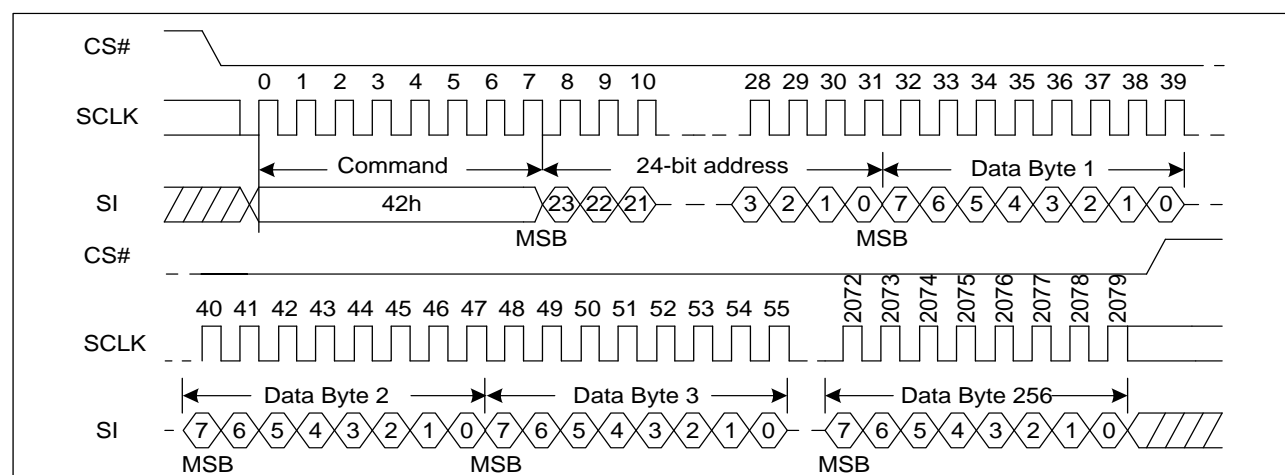 CS#
0 1 2 3 4 5 6 7 8 9 10 28 29 30 31 32 33 34 35 36 37 38 39
SCLK
Command 24-bit address Data Byte 1
SI 42h 23 22 21 3 2 1 0 7 6 5 4 3 2 1 0
MSB MSB
CS#
40 41 42 43 44 45 46 47 48 49 50 51 52 53 54 55 2072 2073 2074 2075 2076 2077 2078 2079
SCLK
Data Byte 2 Data Byte 3 Data Byte 256
SI 7 6 5 4 3 2 1 0 7 6 5 4 3 2 1 0 7 6 5 4 3 2 1 0
MSB MSB MSB